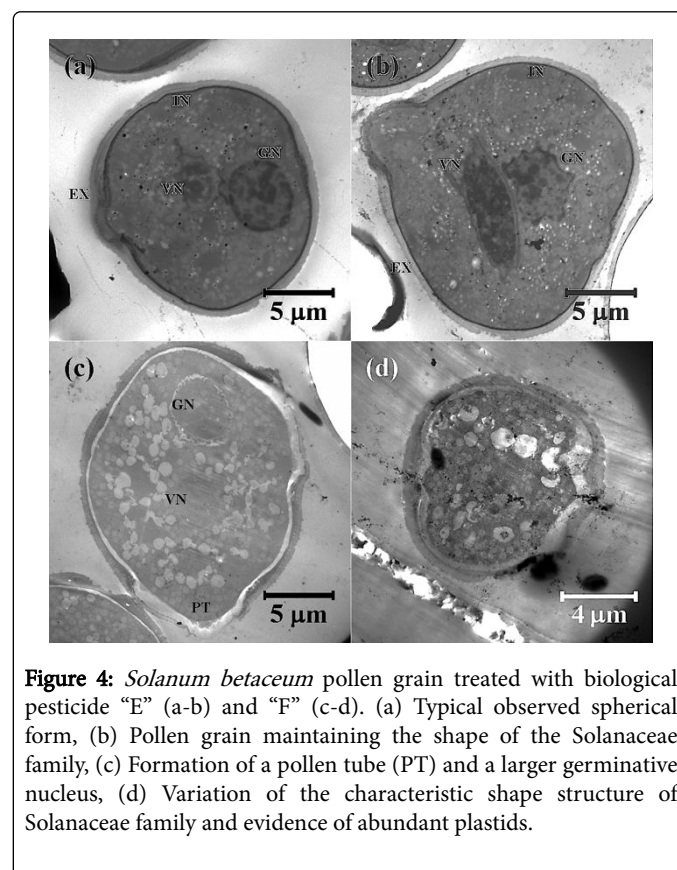 (a)
IN
GN
VN
EX
5 µm
(b)
IN
VN
GN
EX
5 µm
(c)
GN
VN
PT
5 µm
(d)
4 µm
Figure 4: Solanum betaceum pollen grain treated with biological
pesticide “E” (a-b) and “F” (c-d). (a) Typical observed spherical
form, (b) Pollen grain maintaining the shape of the Solanaceae
family, (c) Formation of a pollen tube (PT) and a larger germinative
nucleus, (d) Variation of the characteristic shape structure of
Solanaceae family and evidence of abundant plastids.